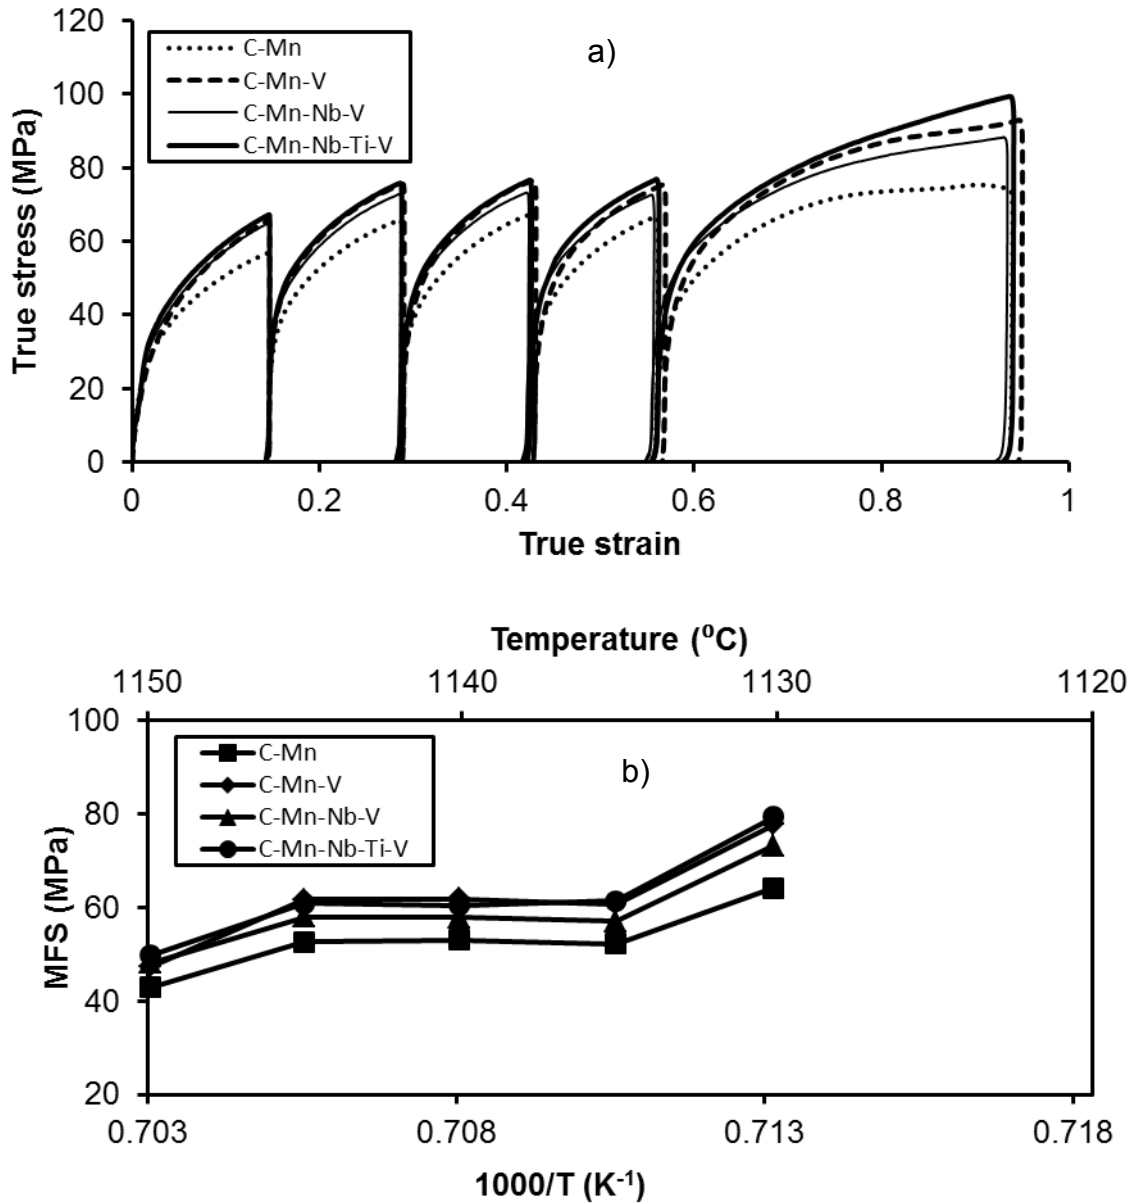 120
100
80
60
40
20
0
True stress (MPa)
C-Mn
C-Mn-V
C-Mn-Nb-V
C-Mn-Nb-Ti-V
a)
0 0.2 0.4 0.6 0.8 1
True strain
Temperature (⁰C)
1150 1140 1130 1120
100
80
60
40
20
MFS (MPa)
C-Mn
C-Mn-V
C-Mn-Nb-V
C-Mn-Nb-Ti-V
b)
0.703 0.708 0.713 0.718
1000/T (K⁻¹)